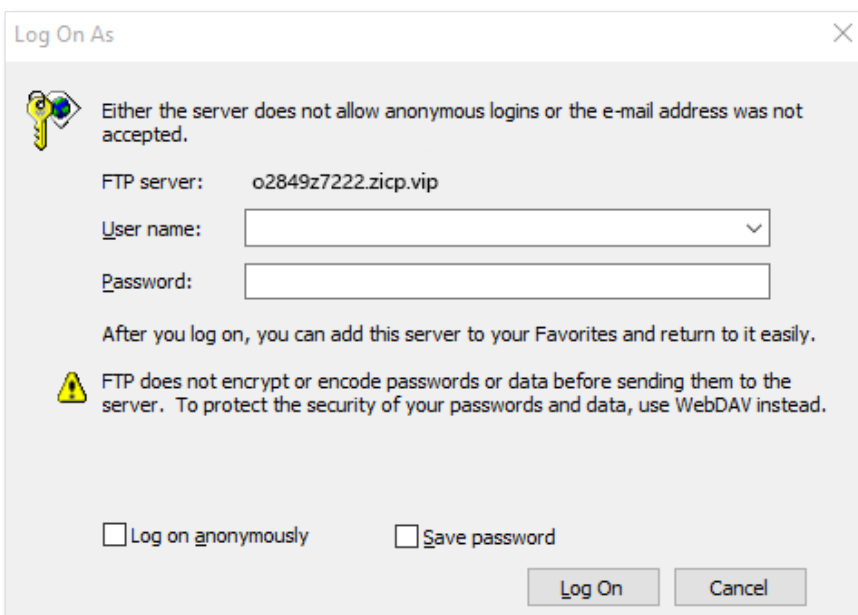 Log On As
Either the server does not allow anonymous logins or the e-mail address was not
accepted.
FTP server: o2849z7222.zicp.vip
User name:
Password:
After you log on, you can add this server to your Favorites and return to it easily.
FTP does not encrypt or encode passwords or data before sending them to the
server. To protect the security of your passwords and data, use WebDAV instead.
Log on anonymously Save password
Log On Cancel